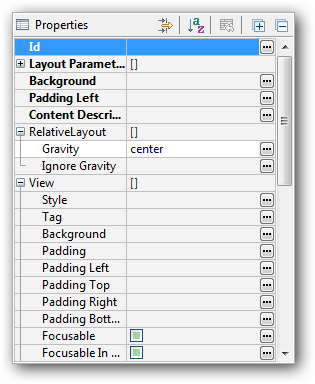 Properties
Id
Layout Paramet... []
Background
Padding Left
Content Descri...
RelativeLayout []
Gravity center
Ignore Gravity
View []
Style
Tag
Background
Padding
Padding Left
Padding Top
Padding Right
Padding Bott...
Focusable
Focusable In ...